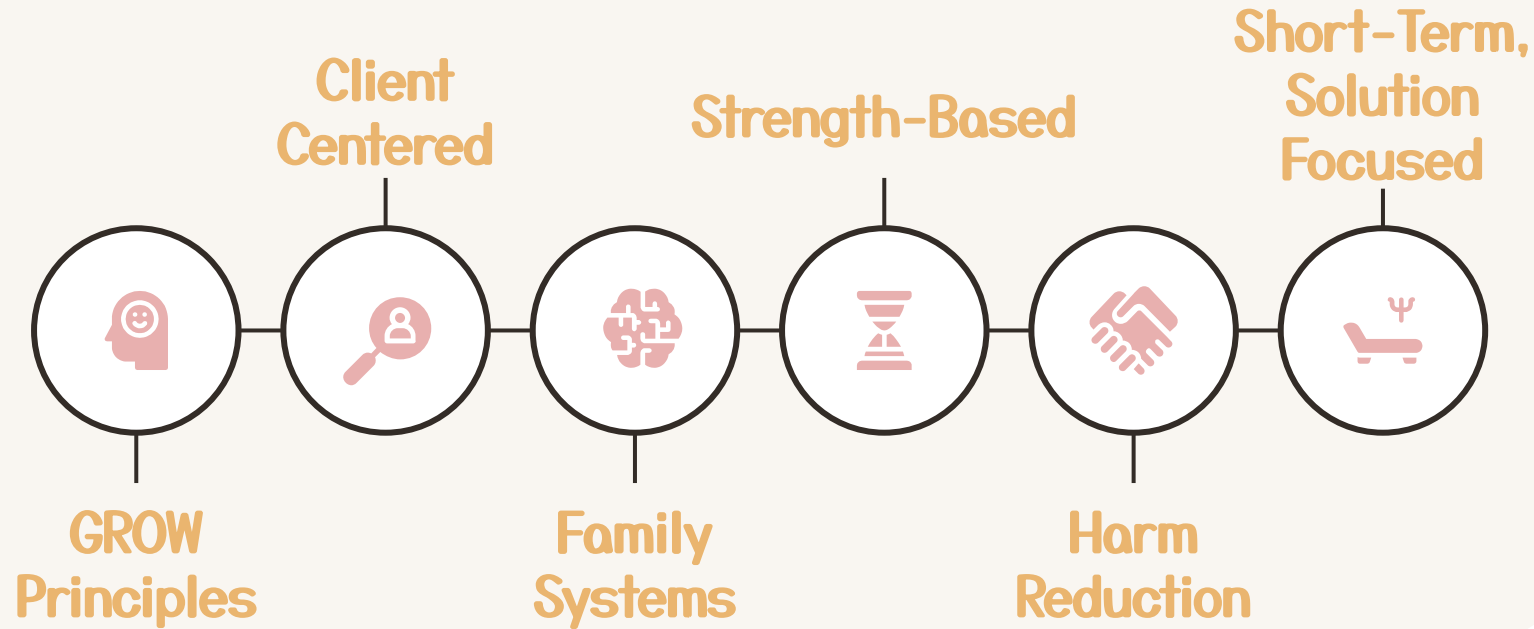 GROW
Principles
Client
Centered
Family
Systems
Strength-Based
Harm
Reduction
Short-Term,
Solution
Focused